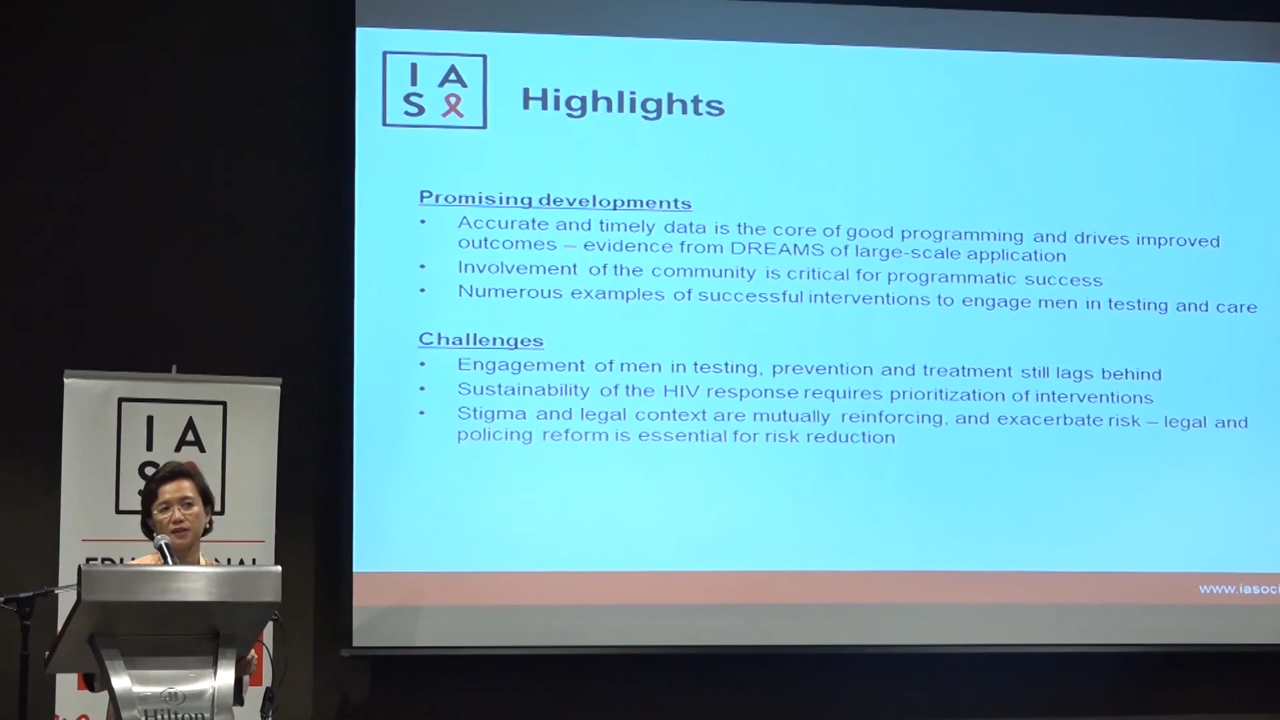 I A
S
Highlights
Promising developments
• Accurate and timely data is the core of good programming and drives improved
outcomes – evidence from DREAMS of large-scale application
• Involvement of the community is critical for programmatic success
• Numerous examples of successful interventions to engage men in testing and care
Challenges
• Engagement of men in testing, prevention and treatment still lags behind
• Sustainability of the HIV response requires prioritization of interventions
• Stigma and legal context are mutually reinforcing, and exacerbate risk – legal and
policing reform is essential for risk reduction
www.iasoci
I A
S
Hilton